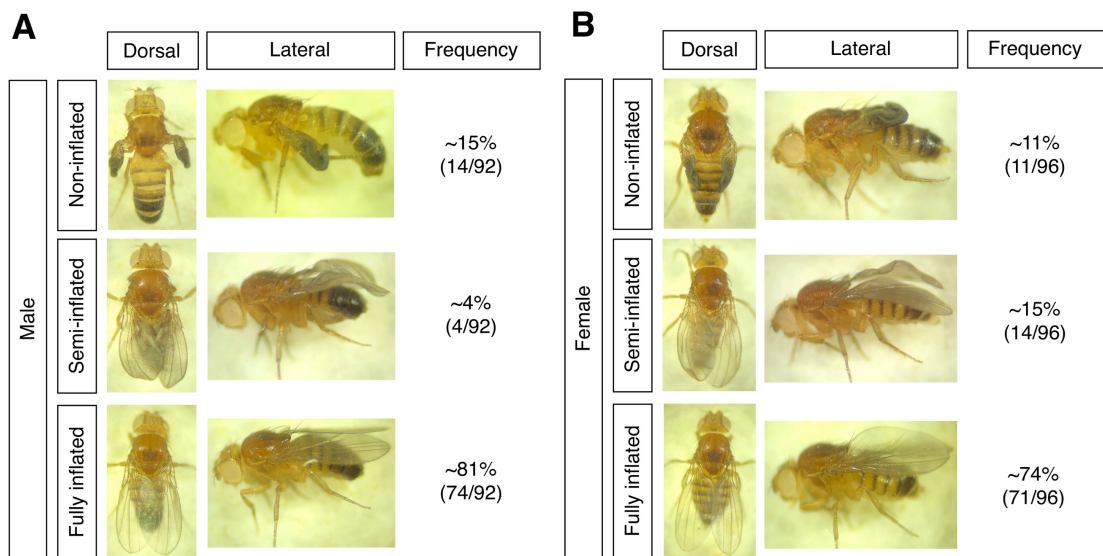 A
Dorsal
Lateral
Frequency
Male
Non-inflated
~15%
(14/92)
Semi-inflated
~4%
(4/92)
Fully inflated
~81%
(74/92)
B
Dorsal
Lateral
Frequency
Female
Non-inflated
~11%
(11/96)
Semi-inflated
~15%
(14/96)
Fully inflated
~74%
(71/96)